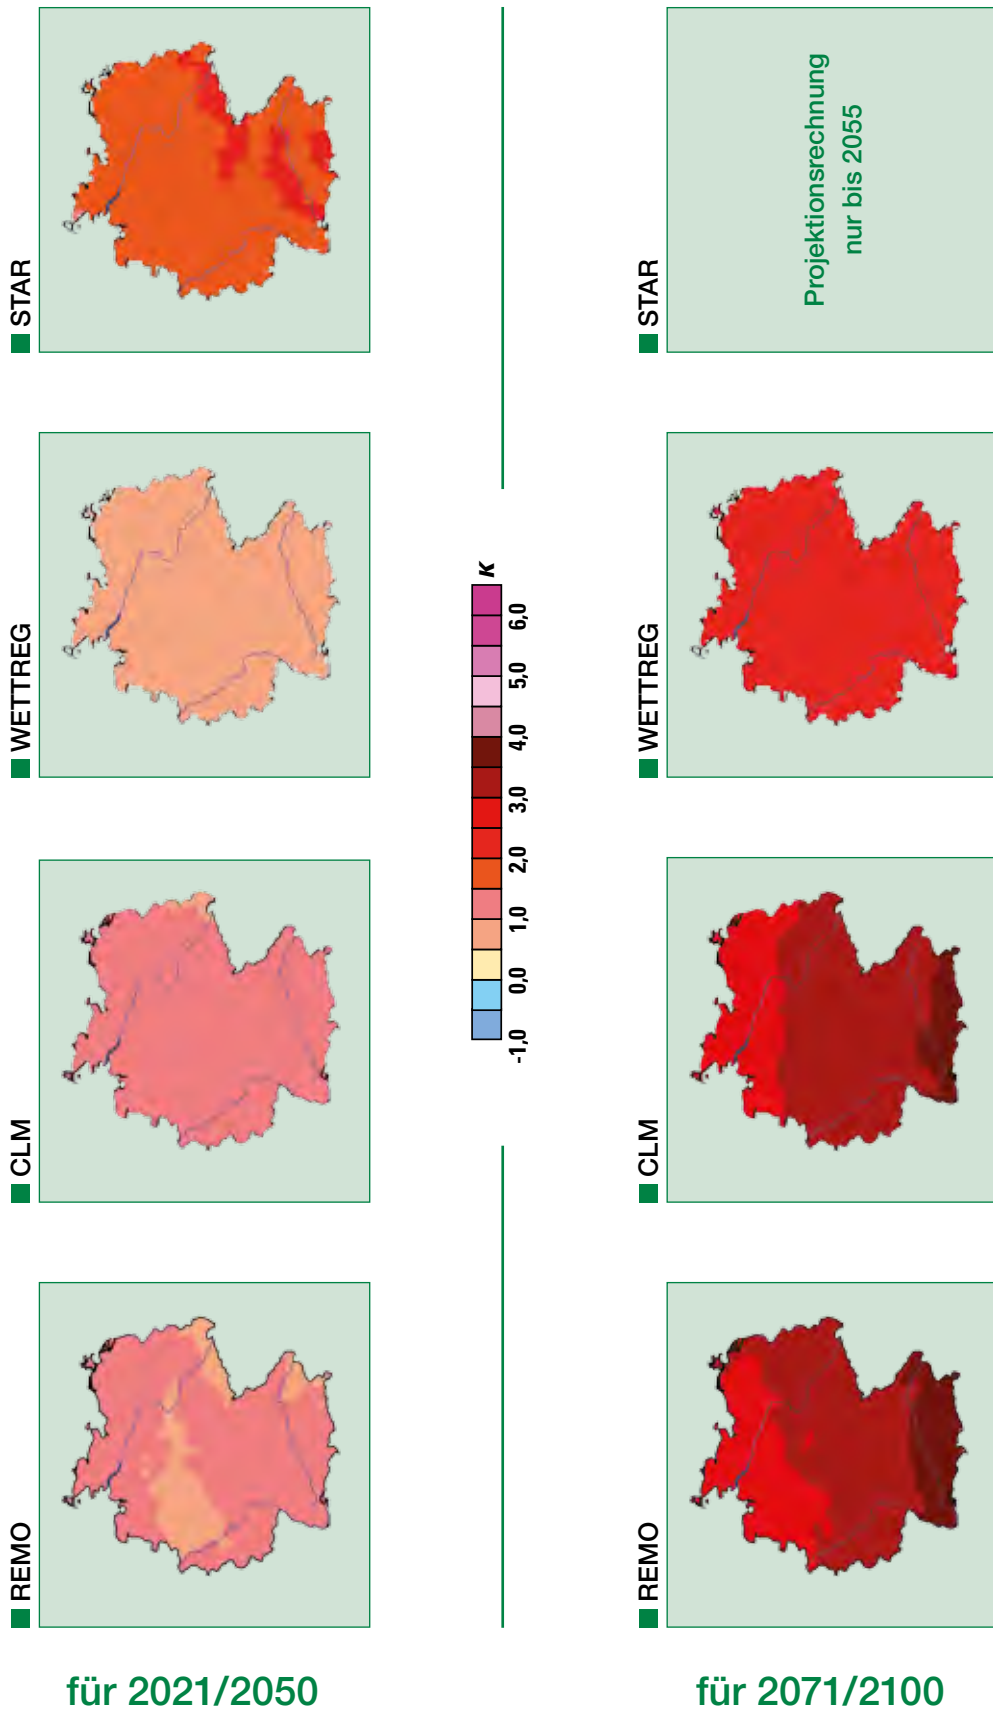 für 2021/2050
REMO
CLM
WETTREG
STAR
-1,0 0,0 1,0 2,0 3,0 4,0 5,0 6,0 K
für 2071/2100
REMO
CLM
WETTREG
STAR
Projektionsrechnung
nur bis 2055